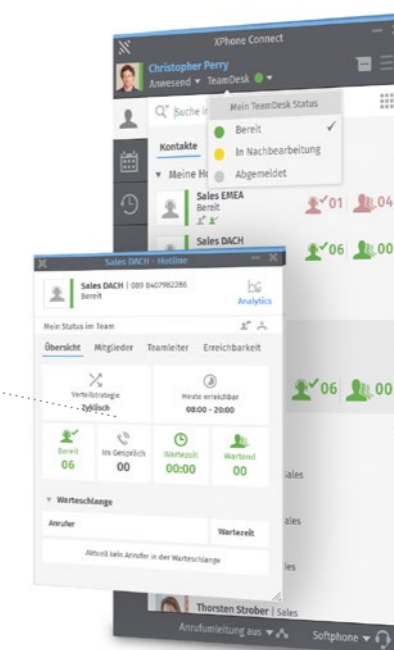 XPhone Connect
Christopher Perry
Anwesend TeamDesk
Suche
Mein TeamDesk Status
Bereit
In Nachbearbeitung
Abgemeldet
Kontakte
Meine
Sales EMEA
Bereit
01 04
Sales DACH
06 00
Sales DACH - Hotline
Sales DACH | 089 8407982286
Bereit
Analytics
Mein Status im Team
Übersicht Mitglieder Teamleiter Erreichbarkeit
Verteilstrategie
Zyklisch
Heute erreichbar
08:00 - 20:00
Bereit
06
Im Gespräch
00
Wartezeit
00:00
Wartend
00
Warteschlange
Anrufer Wartezeit
Aktuell kein Anrufer in der Warteschlange
06 00
Thorsten Strober | Sales
Anrufumleitung aus Softphone